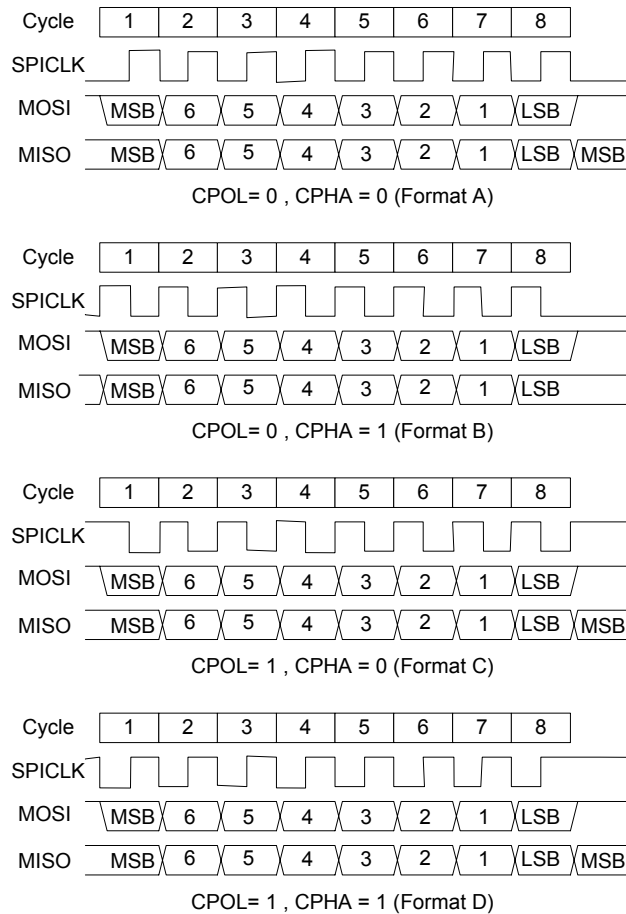 Cycle 1 2 3 4 5 6 7 8
SPICLK
MOSI MSB 6 5 4 3 2 1 LSB
MISO MSB 6 5 4 3 2 1 LSB MSB
CPOL= 0 , CPHA = 0 (Format A)
Cycle 1 2 3 4 5 6 7 8
SPICLK
MOSI MSB 6 5 4 3 2 1 LSB
MISO MSB 6 5 4 3 2 1 LSB
CPOL= 0 , CPHA = 1 (Format B)
Cycle 1 2 3 4 5 6 7 8
SPICLK
MOSI MSB 6 5 4 3 2 1 LSB
MISO MSB 6 5 4 3 2 1 LSB MSB
CPOL= 1 , CPHA = 0 (Format C)
Cycle 1 2 3 4 5 6 7 8
SPICLK
MOSI MSB 6 5 4 3 2 1 LSB
MISO MSB 6 5 4 3 2 1 LSB MSB
CPOL= 1 , CPHA = 1 (Format D)